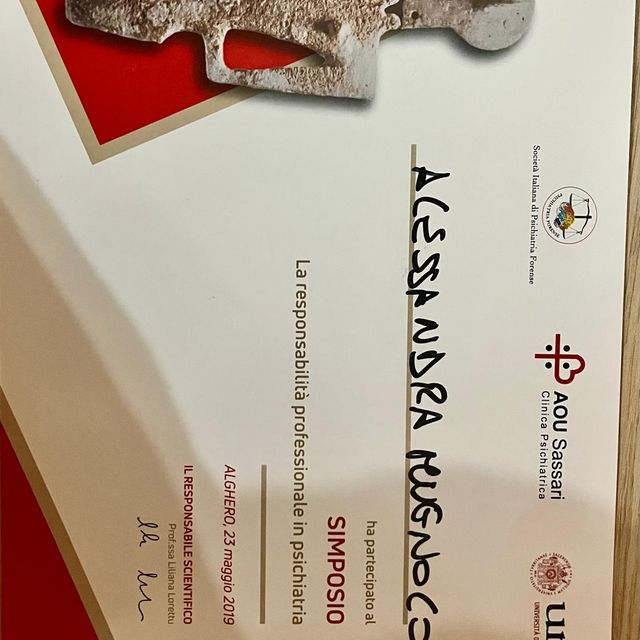 Società Italiana di Psichiatria Forense
AOU Sassari
Clinica Psichiatrica
ALESSANDRA
ha partecipato al
SIMPOSIO
La responsabilità professionale in psichiatria
ALGHERO, 23 maggio 2019
IL RESPONSABILE SCIENTIFICO
Prof.ssa Liliana Lorettu